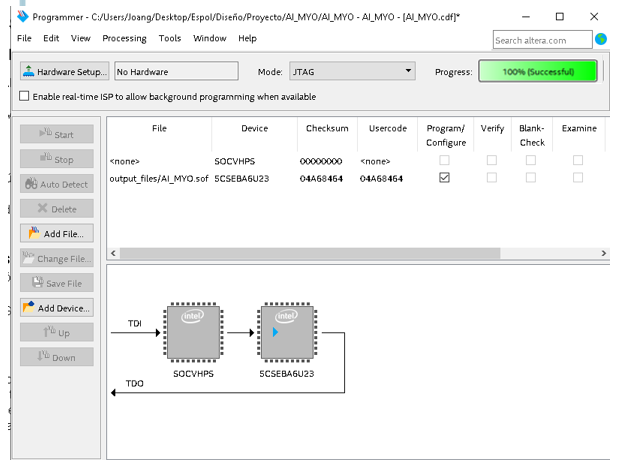 Programmer - C:/Users/Joang/Desktop/Espol/Diseño/Proyecto/AI_MYO/AI_MYO - AI_MYO - [AI_MYO.cdf]*
File Edit View Processing Tools Window Help
Search altera.com
Hardware Setup... No Hardware Mode: JTAG Progress: 100% (Successful)
Enable real-time ISP to allow background programming when available
Start
Stop
Auto Detect
Delete
Add File...
Change File...
Save File
Add Device...
Up
Down
File Device Checksum Usercode Program/ Configure Verify Blank- Check Examine
<none> SOCVHPS 00000000 <none>
output_files/AI_MYO.sof 5CSEBA6U23 04A68464 04A68464
TDI
intel
intel
SOCVHPS
5CSEBA6U23
TDO